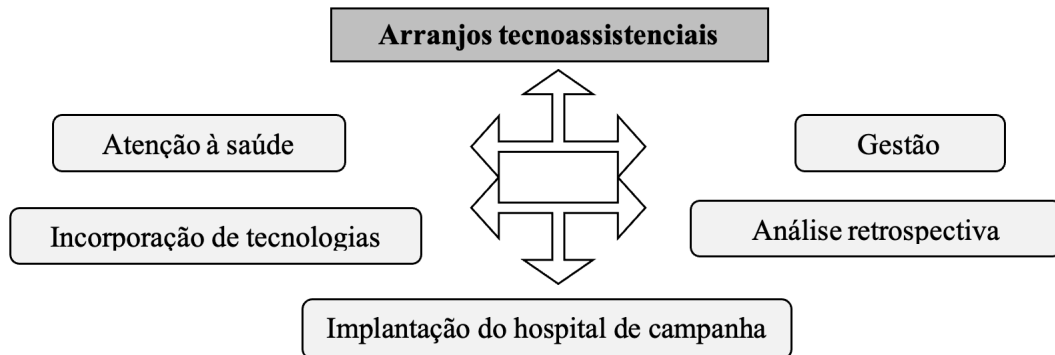 Arranjos tecnoassistenciais
Atenção à saúde
Gestão
Incorporação de tecnologias
Análise retrospectiva
Implantação do hospital de campanha